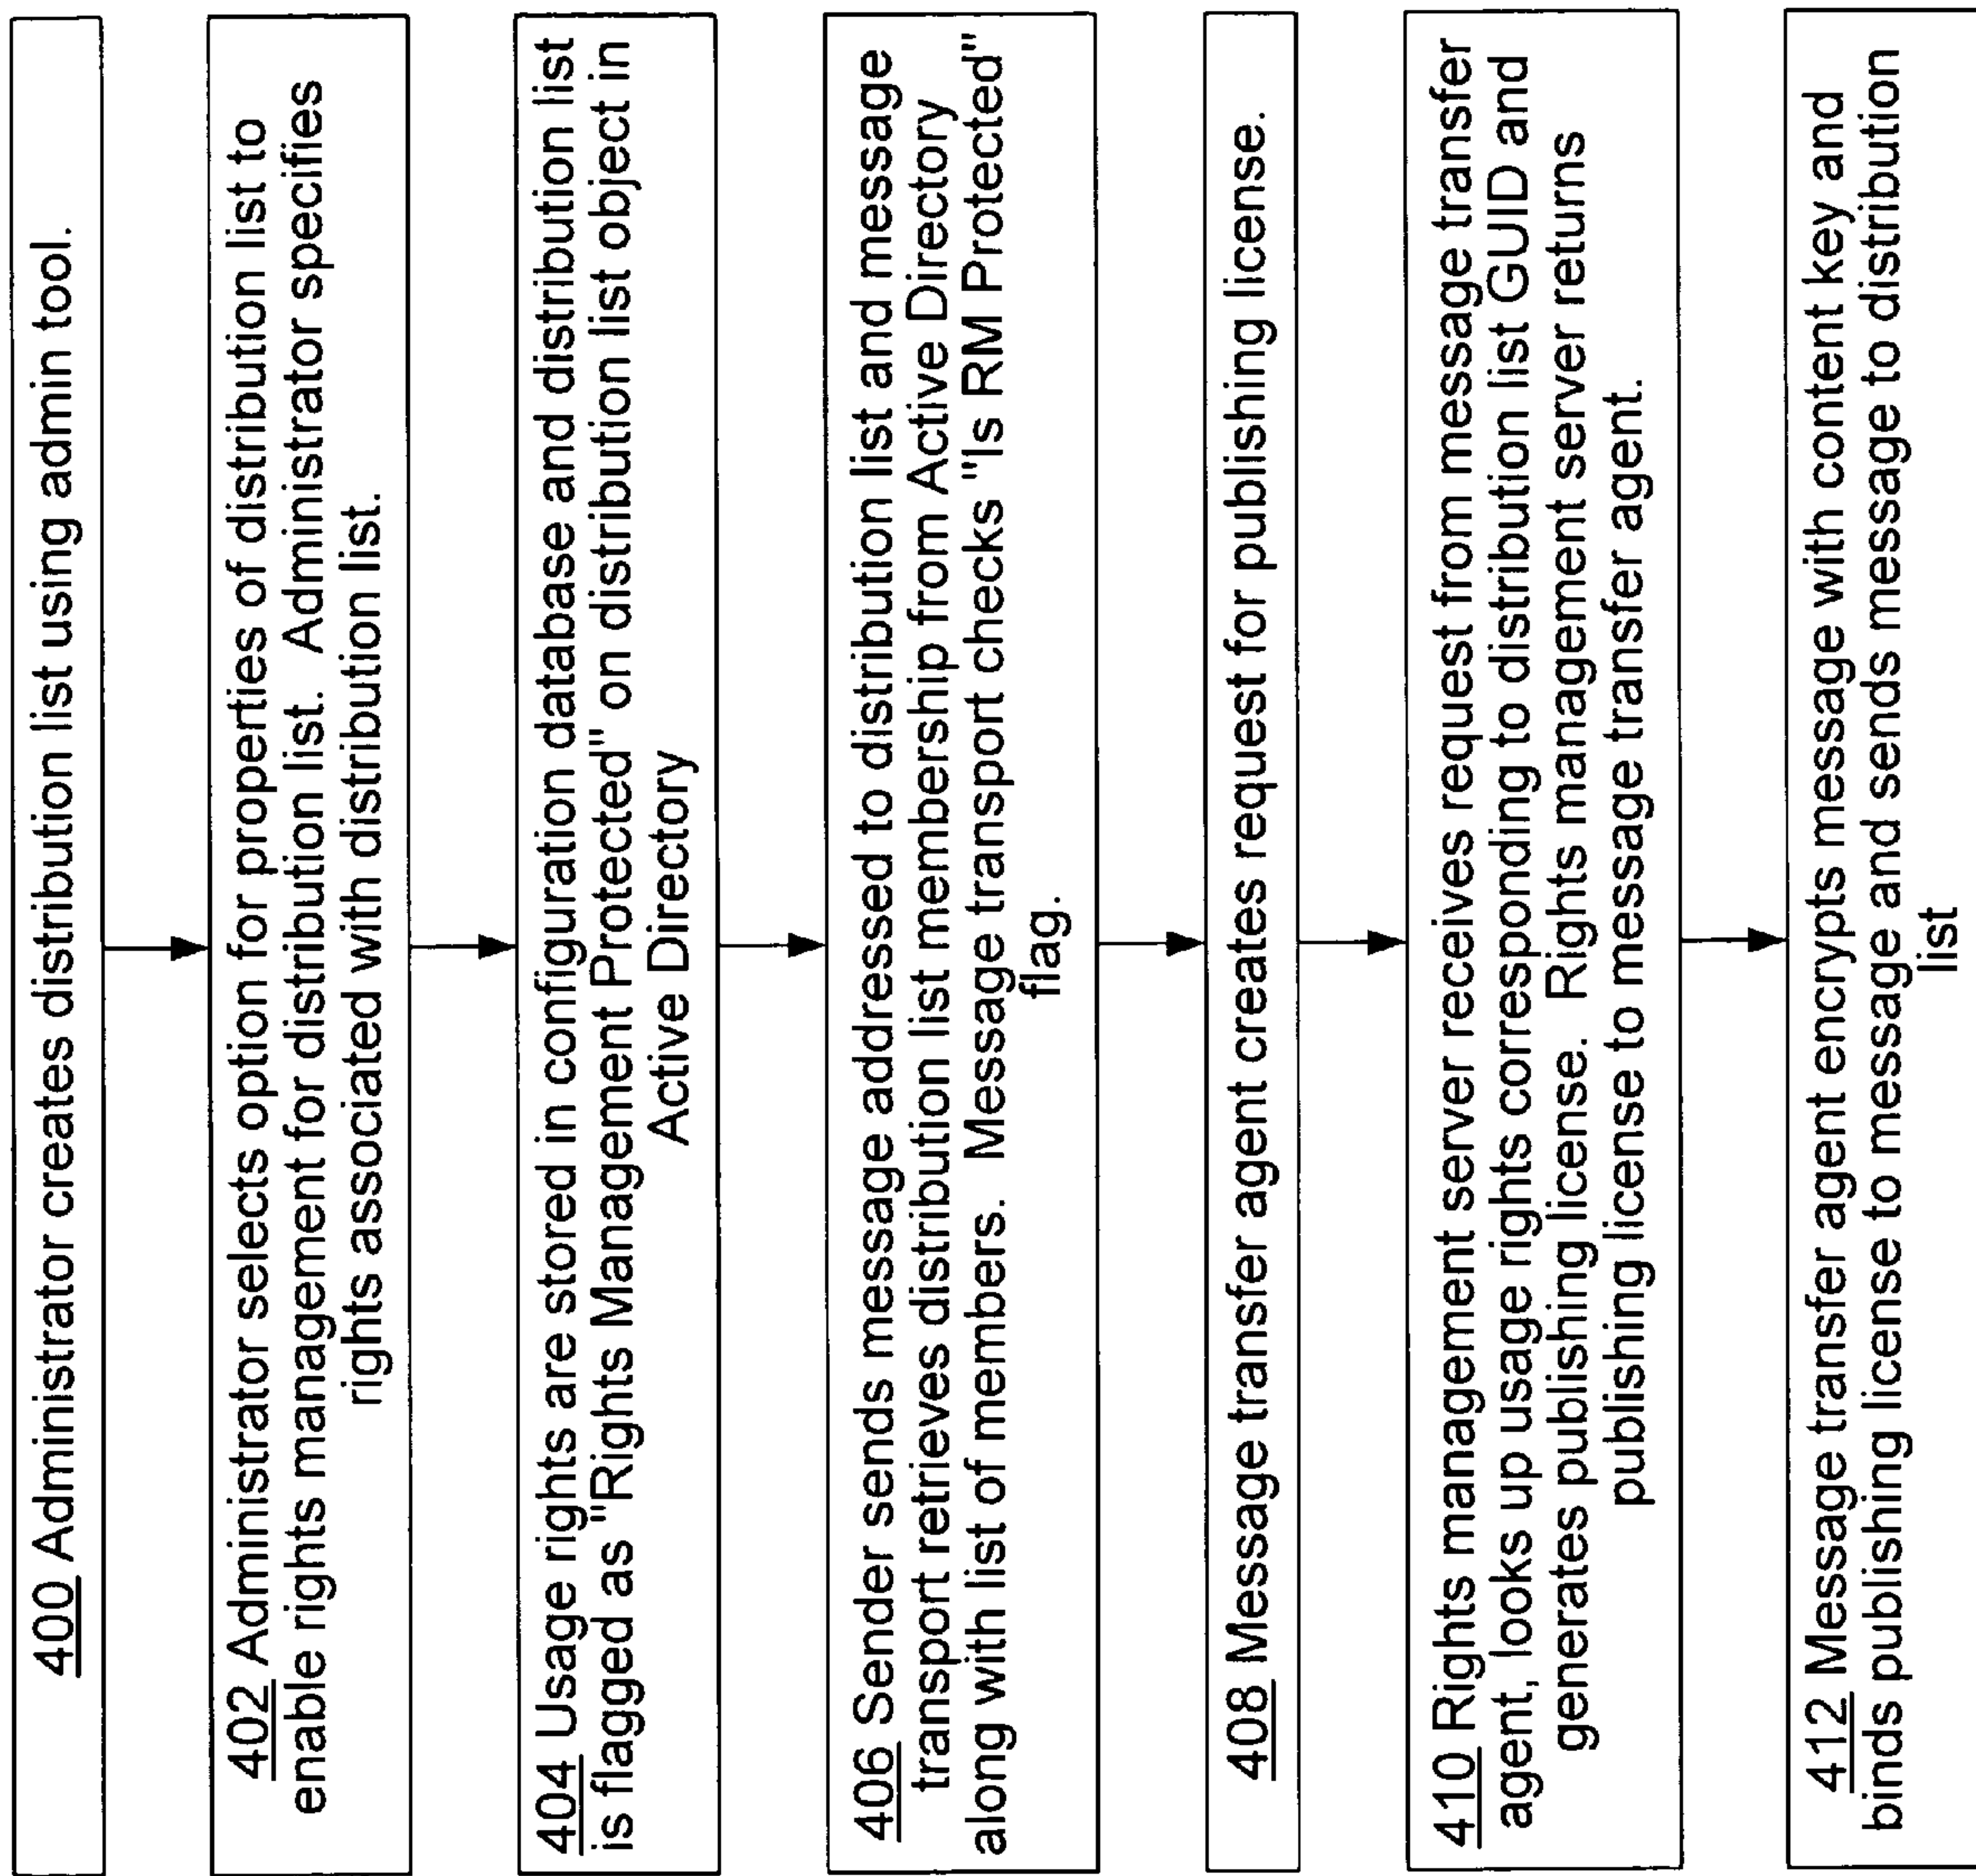 400 Administrator creates distribution list using admin tool.
402 Administrator selects option for properties of distribution list to
enable rights management for distribution list. Administrator specifies
rights associated with distribution list.
404 Usage rights are stored in configuration database and distribution list
is flagged as "Rights Management Protected" on distribution list object in
Active Directory
406 Sender sends message addressed to distribution list and message
transport retrieves distribution list membership from Active Directory
along with list of members. Message transport checks "Is RM Protected"
flag.
408 Message transfer agent creates request for publishing license.
410 Rights management server receives request from message transfer
agent, looks up usage rights corresponding to distribution list GUID and
generates publishing license. Rights management server returns
publishing license to message transfer agent.
412 Message transfer agent encrypts message with content key and
binds publishing license to message and sends message to distribution
list